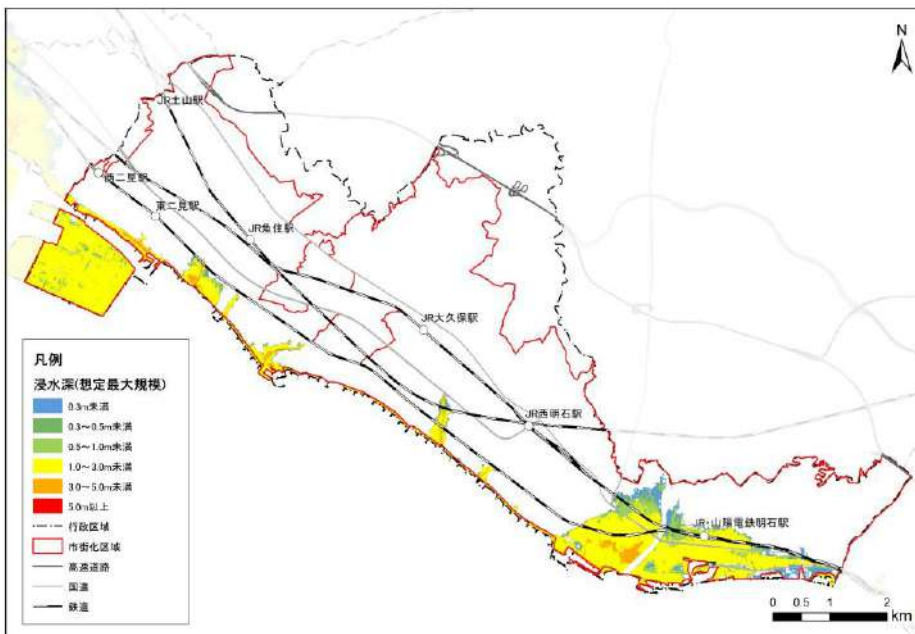 N
JR土山駅
西二見駅
東二見駅
JR魚住駅
JR大久保駅
JR西明石駅
JR・山陽電鉄明石駅
凡例
浸水深(想定最大規模)
0.3m未満
0.3～0.5m未満
0.5～1.0m未満
1.0～3.0m未満
3.0～5.0m未満
5.0m以上
行政区域
市街化区域
高速道路
国道
鉄道
0 0.5 1 2
km